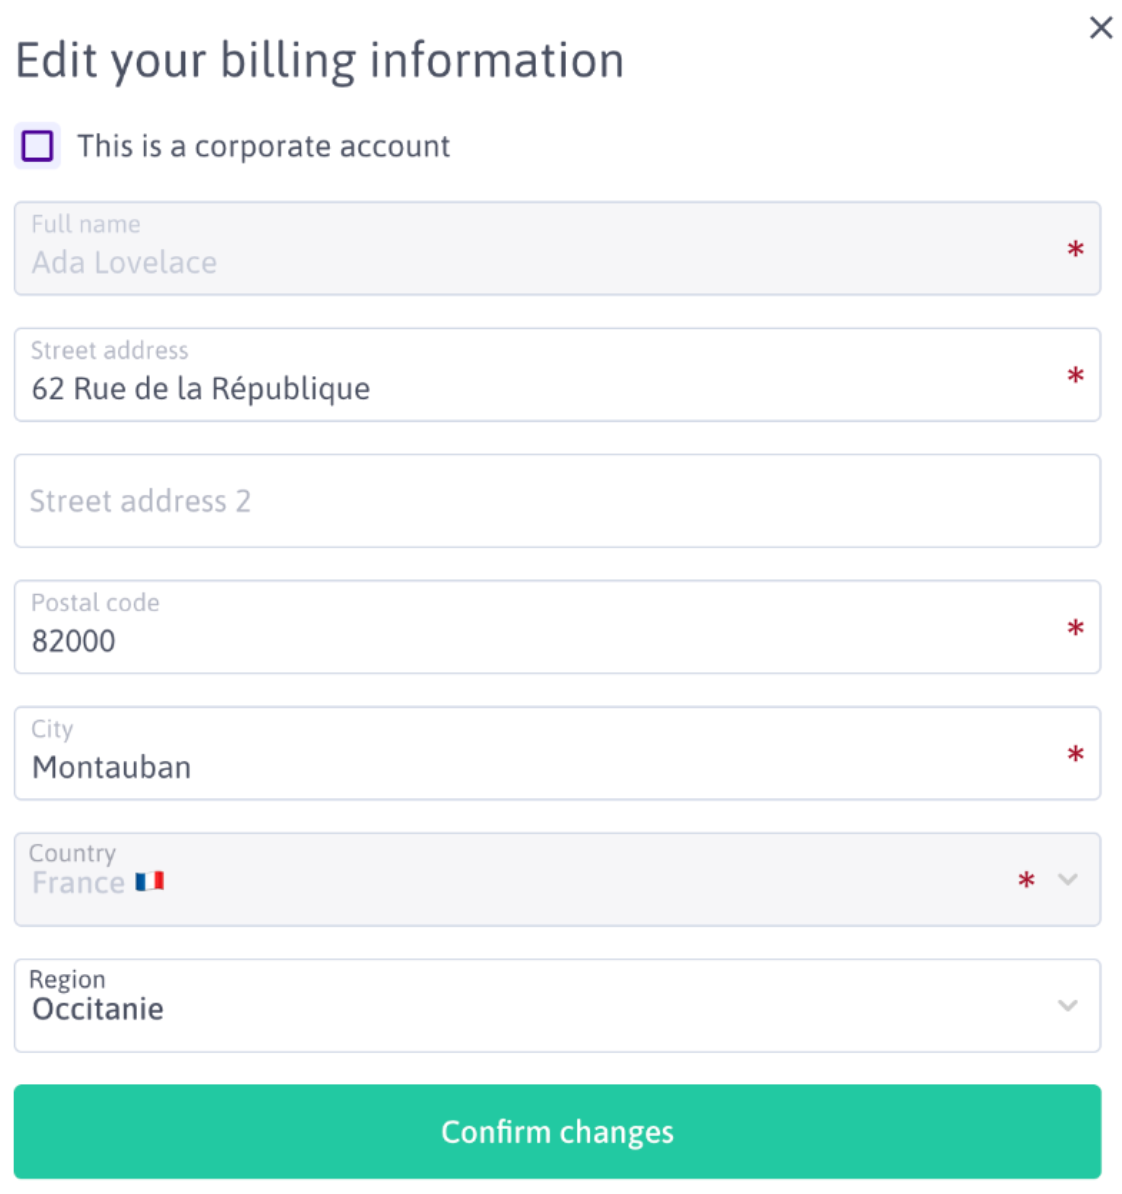 Edit your billing information
This is a corporate account
Full name
Ada Lovelace
*
Street address
62 Rue de la République
*
Street address 2
Postal code
82000
*
City
Montauban
*
Country
France 🇫🇷
*
Region
Occitanie
Confirm changes